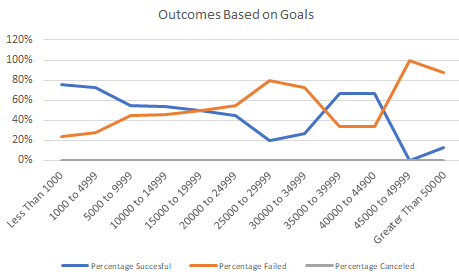 Outcomes Based on Goals
120%
100%
80%
60%
40%
20%
0%
Less Than 1000
1000 to 4999
5000 to 9999
10000 to 14999
15000 to 19999
20000 to 24999
25000 to 29999
30000 to 34999
35000 to 39999
40000 to 44900
45000 to 49999
Greater Than 50000
Percentage Succesful
Percentage Failed
Percentage Canceled